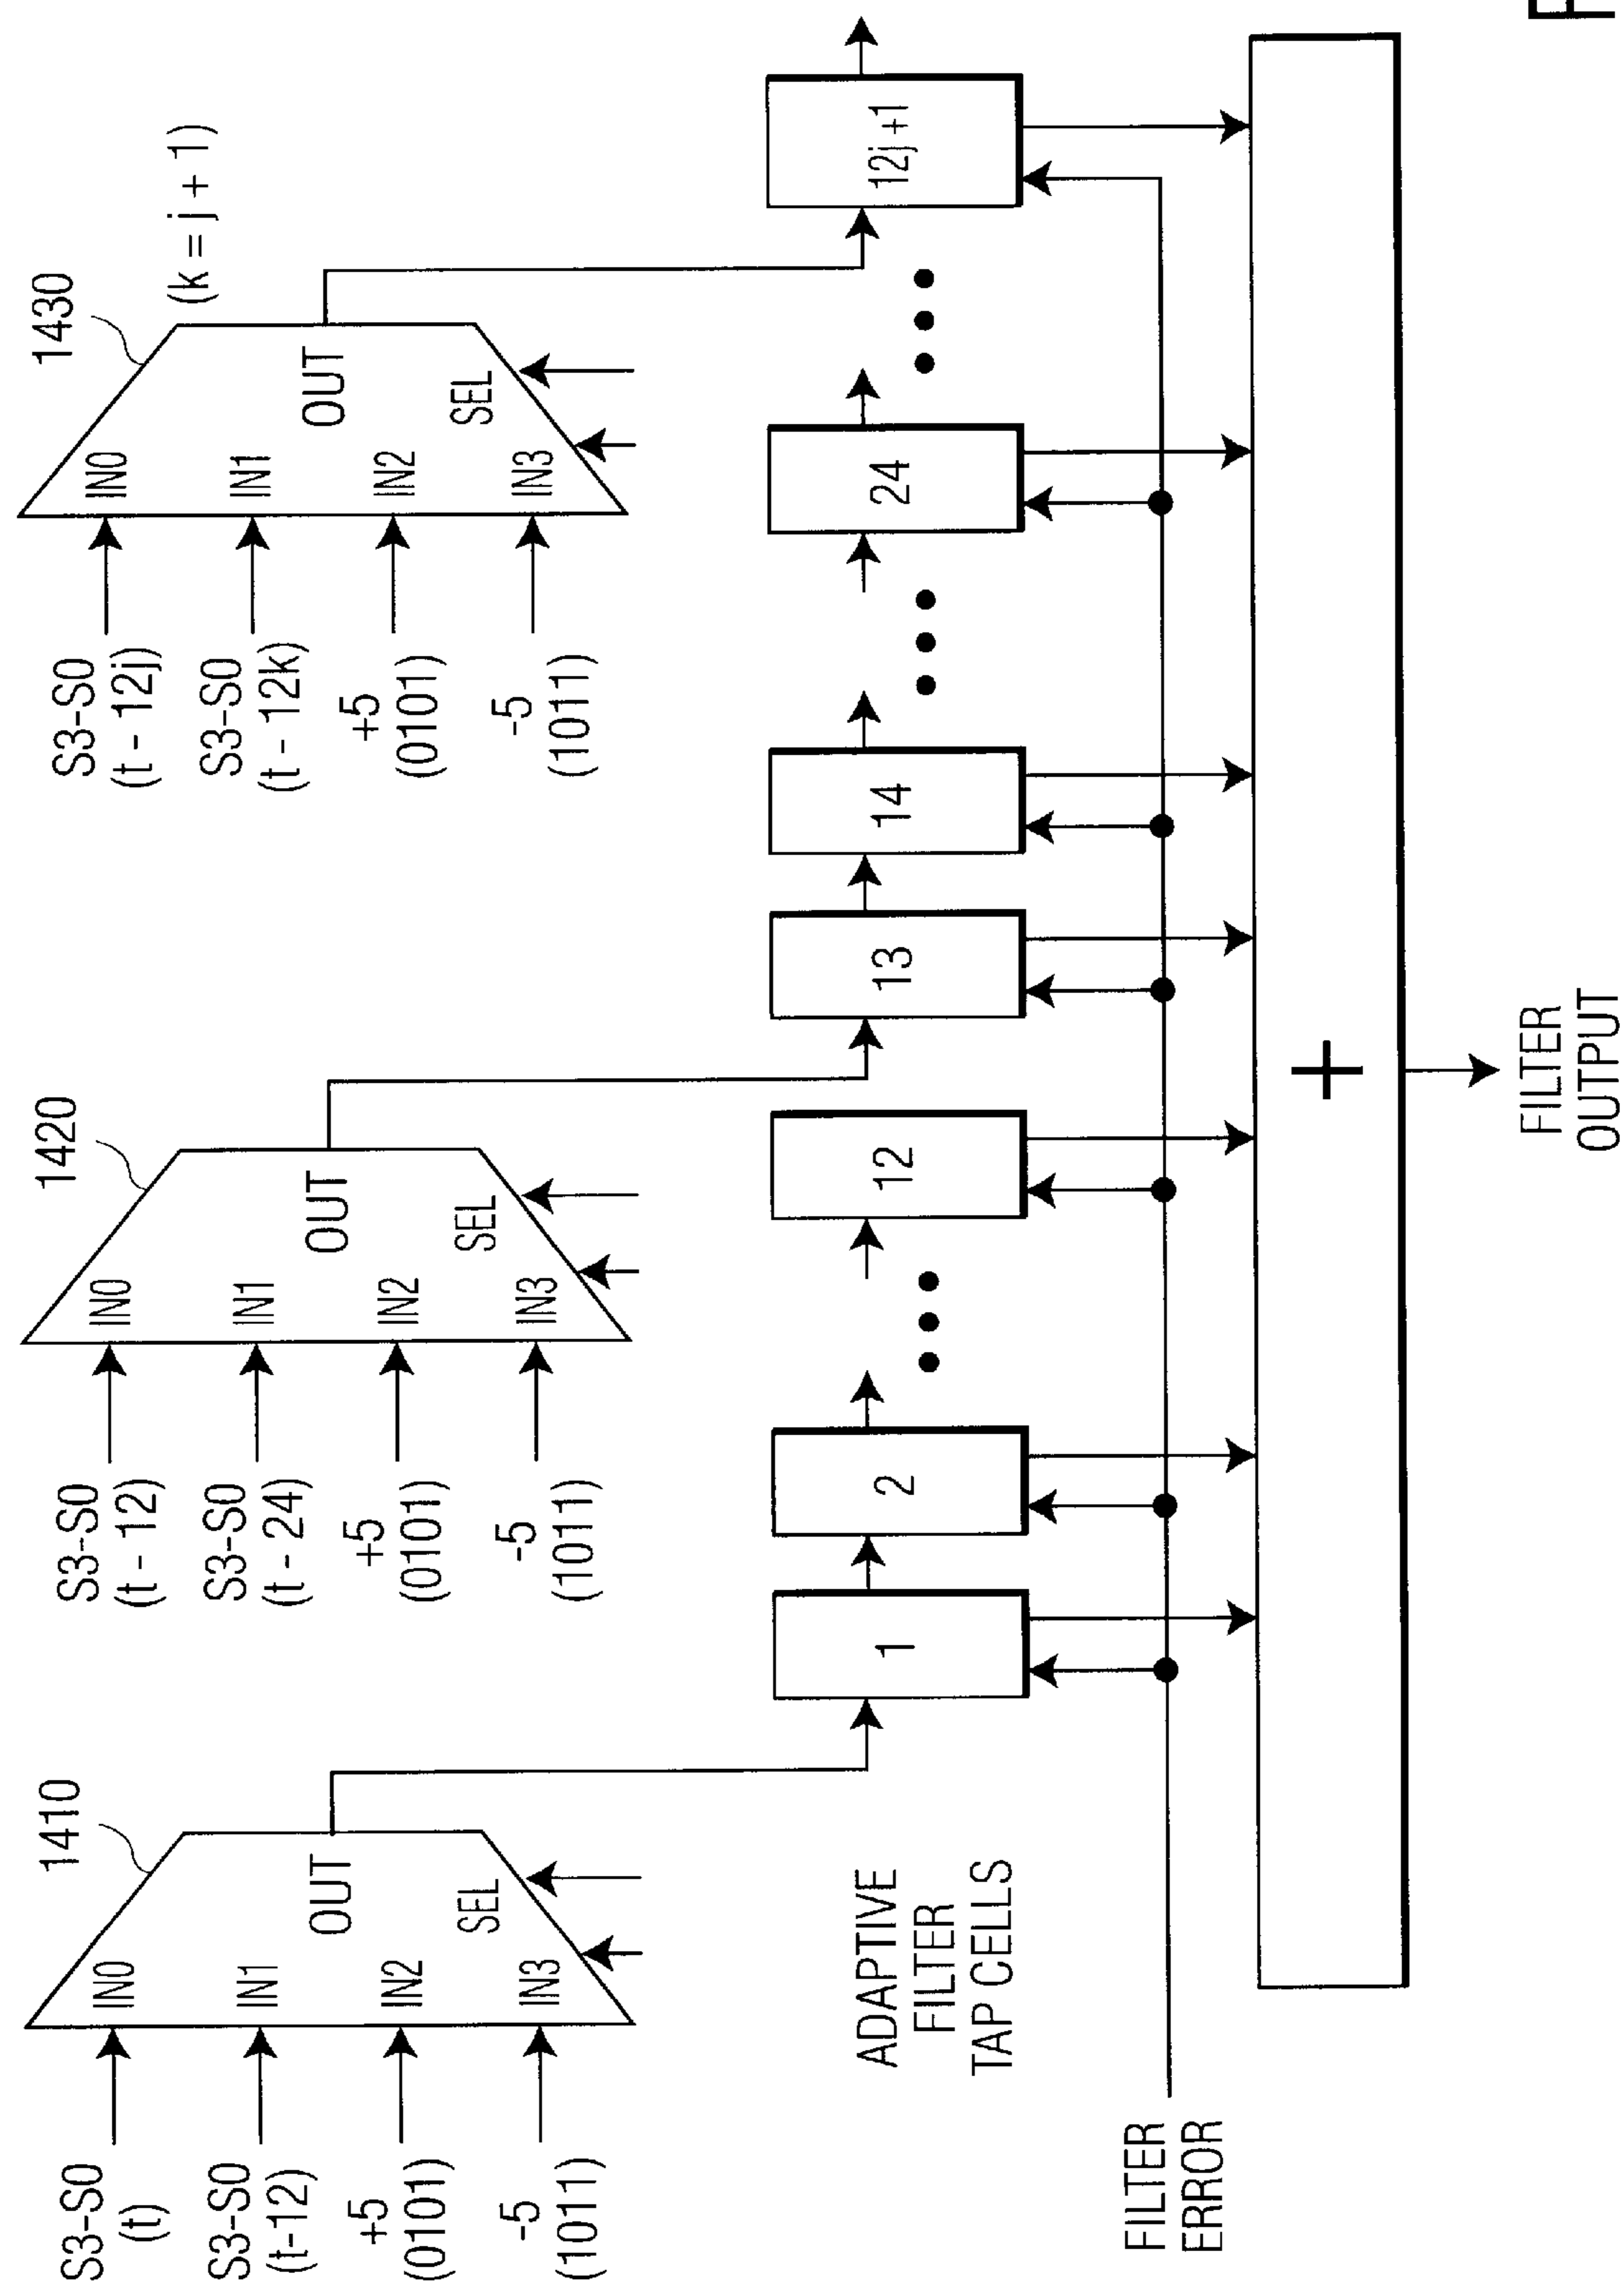 1410
S3-S0
(t)
IN0
S3-S0
(t-12)
IN1
OUT
+5
(0101)
IN2
SEL
-5
(1011)
IN3
1420
S3-S0
(t - 12)
IN0
S3-S0
(t - 24)
IN1
OUT
+5
(0101)
IN2
SEL
-5
(1011)
IN3
1430
(k = j + 1)
S3-S0
(t - 12j)
IN0
S3-S0
(t - 12k)
IN1
OUT
+5
(0101)
IN2
SEL
-5
(1011)
IN3
ADAPTIVE
FILTER
TAP CELLS
1
2
12
13
14
24
12j +1
FILTER
ERROR
+
FILTER
OUTPUT